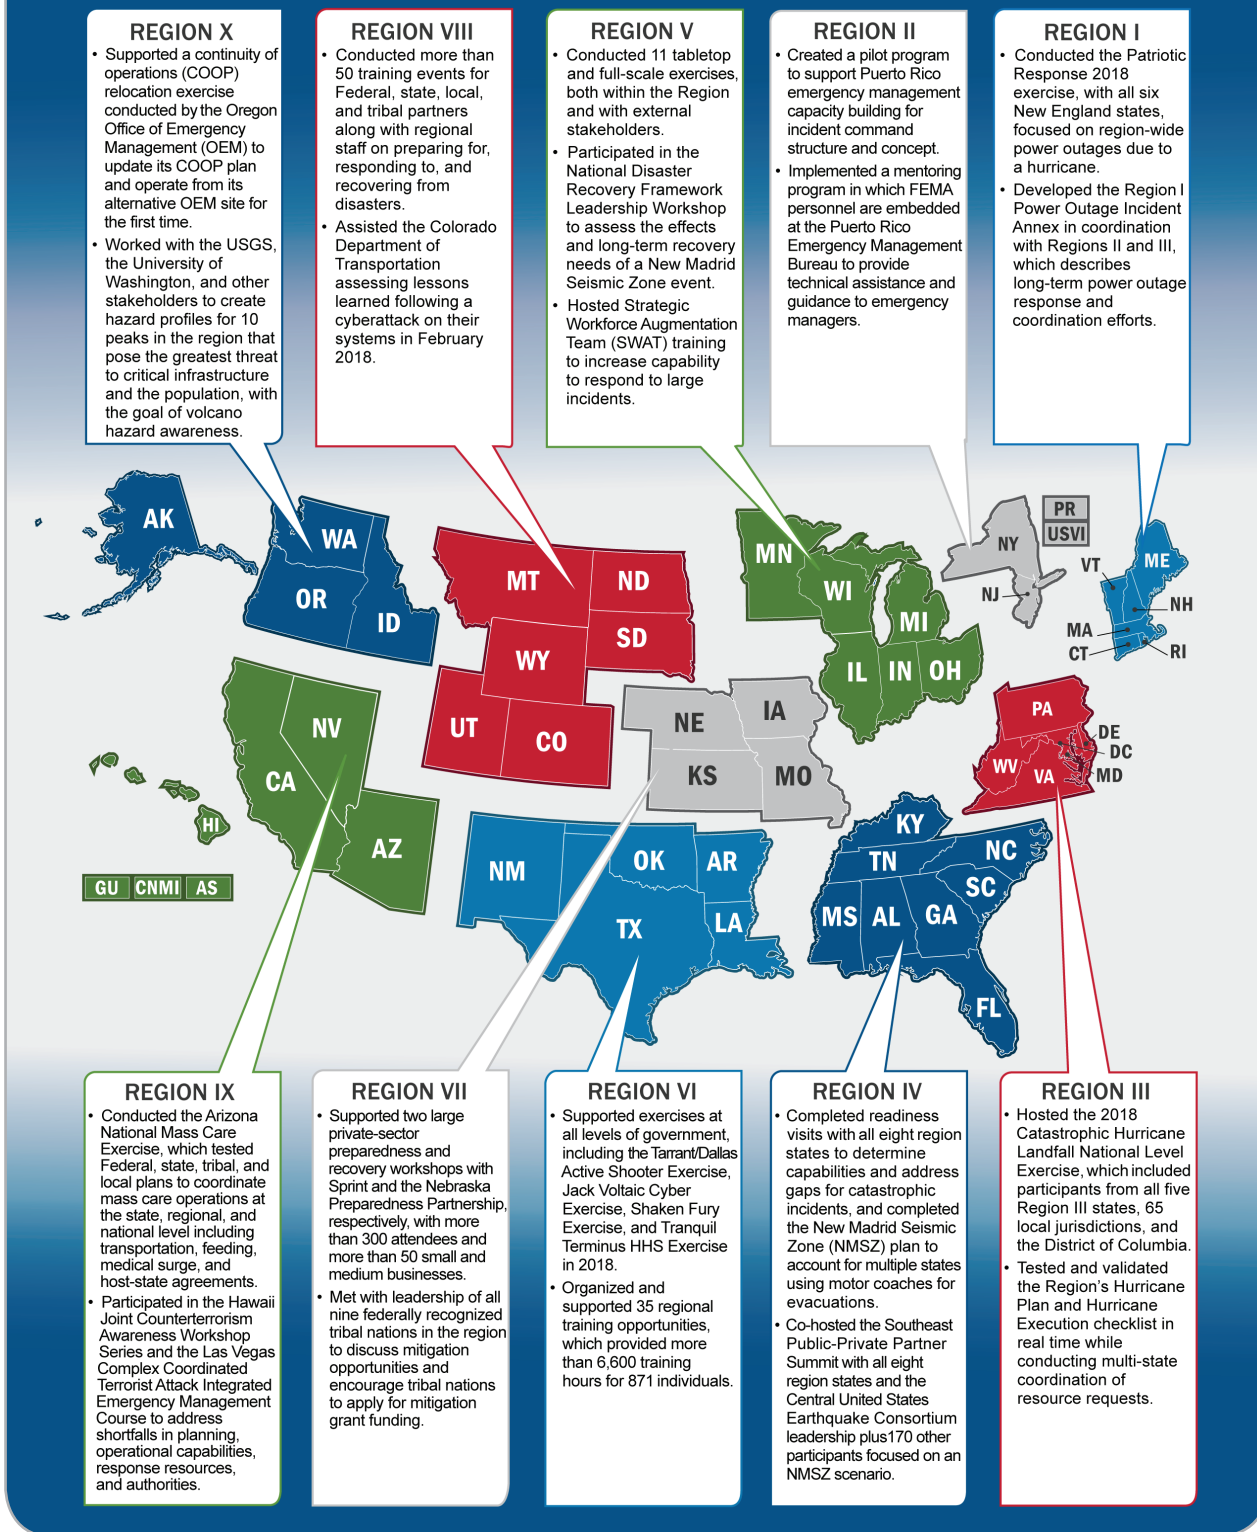 REGION X
• Supported a continuity of
operations (COOP)
relocation exercise
conducted by the Oregon
Office of Emergency
Management (OEM) to
update its COOP plan
and operate from its
alternative OEM site for
the first time.
• Worked with the USGS,
the University of
Washington, and other
stakeholders to create
hazard profiles for 10
peaks in the region that
pose the greatest threat
to critical infrastructure
and the population, with
the goal of volcano
hazard awareness.
REGION VIII
• Conducted more than
50 training events for
Federal, state, local,
and tribal partners
along with regional
staff on preparing for,
responding to, and
recovering from
disasters.
• Assisted the Colorado
Department of
Transportation
assessing lessons
learned following a
cyberattack on their
systems in February
2018.
REGION V
• Conducted 11 tabletop
and full-scale exercises,
both within the Region
and with external
stakeholders.
• Participated in the
National Disaster
Recovery Framework
Leadership Workshop
to assess the effects
and long-term recovery
needs of a New Madrid
Seismic Zone event.
• Hosted Strategic
Workforce Augmentation
Team (SWAT) training
to increase capability
to respond to large
incidents.
REGION II
• Created a pilot program
to support Puerto Rico
emergency management
capacity building for
incident command
structure and concept.
• Implemented a mentoring
program in which FEMA
personnel are embedded
at the Puerto Rico
Emergency Management
Bureau to provide
technical assistance and
guidance to emergency
managers.
REGION I
• Conducted the Patriotic
Response 2018
exercise, with all six
New England states,
focused on region-wide
power outages due to
a hurricane.
• Developed the Region I
Power Outage Incident
Annex in coordination
with Regions II and III,
which describes
long-term power outage
response and
coordination efforts.
AK
WA
OR
ID
MT
ND
SD
WY
UT
CO
MN
WI
MI
IL
IN
OH
NY
PR
USVI
NJ
VT
ME
NH
MA
CT
RI
NV
CA
AZ
HI
GU
CNMI
AS
NE
IA
KS
MO
PA
WV
VA
DE
DC
MD
NM
OK
AR
TX
LA
KY
TN
NC
SC
MS
AL
GA
FL
REGION IX
• Conducted the Arizona
National Mass Care
Exercise, which tested
Federal, state, tribal, and
local plans to coordinate
mass care operations at
the state, regional, and
national level including
transportation, feeding,
medical surge, and
host-state agreements.
• Participated in the Hawaii
Joint Counterterrorism
Awareness Workshop
Series and the Las Vegas
Complex Coordinated
Terrorist Attack Integrated
Emergency Management
Course to address
shortfalls in planning,
operational capabilities,
response resources,
and authorities.
REGION VII
• Supported two large
private-sector
preparedness and
recovery workshops with
Sprint and the Nebraska
Preparedness Partnership,
respectively, with more
than 300 attendees and
more than 50 small and
medium businesses.
• Met with leadership of all
nine federally recognized
tribal nations in the region
to discuss mitigation
opportunities and
encourage tribal nations
to apply for mitigation
grant funding.
REGION VI
• Supported exercises at
all levels of government,
including the Tarrant/Dallas
Active Shooter Exercise,
Jack Voltaic Cyber
Exercise, Shaken Fury
Exercise, and Tranquil
Terminus HHS Exercise
in 2018.
• Organized and
supported 35 regional
training opportunities,
which provided more
than 6,600 training
hours for 871 individuals.
REGION IV
• Completed readiness
visits with all eight region
states to determine
capabilities and address
gaps for catastrophic
incidents, and completed
the New Madrid Seismic
Zone (NMSZ) plan to
account for multiple states
using motor coaches for
evacuations.
• Co-hosted the Southeast
Public-Private Partner
Summit with all eight
region states and the
Central United States
Earthquake Consortium
leadership plus170 other
participants focused on an
NMSZ scenario.
REGION III
• Hosted the 2018
Catastrophic Hurricane
Landfall National Level
Exercise, which included
participants from all five
Region III states, 65
local jurisdictions, and
the District of Columbia.
• Tested and validated
the Region's Hurricane
Plan and Hurricane
Execution checklist in
real time while
conducting multi-state
coordination of
resource requests.